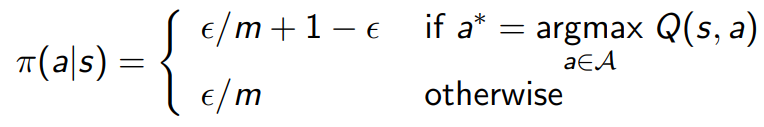 π(a|s) = { ϵ/m + 1 − ϵ if a* = argmax Q(s, a)
a∈𝒜
ϵ/m otherwise